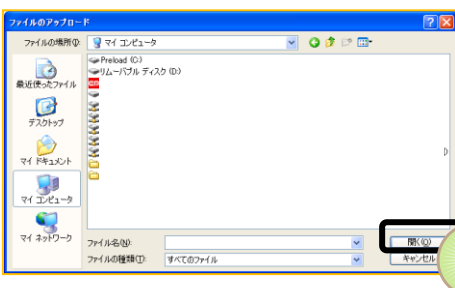 ファイルのアップロード
ファイルの場所(I):
マイ コンピュータ
Preload (C:)
リムーバブル ディスク (D:)
最近使ったファイル
デスクトップ
マイ ドキュメント
マイ コンピュータ
マイ ネットワーク
ファイル名(N):
開く(O)
ファイルの種類(T):
すべてのファイル
キャンセル